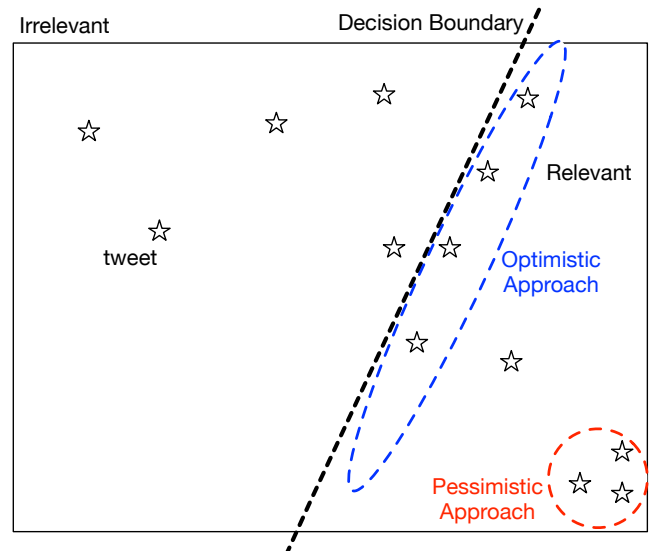 Irrelevant
Decision Boundary
Relevant
tweet
Optimistic
Approach
Pessimistic
Approach